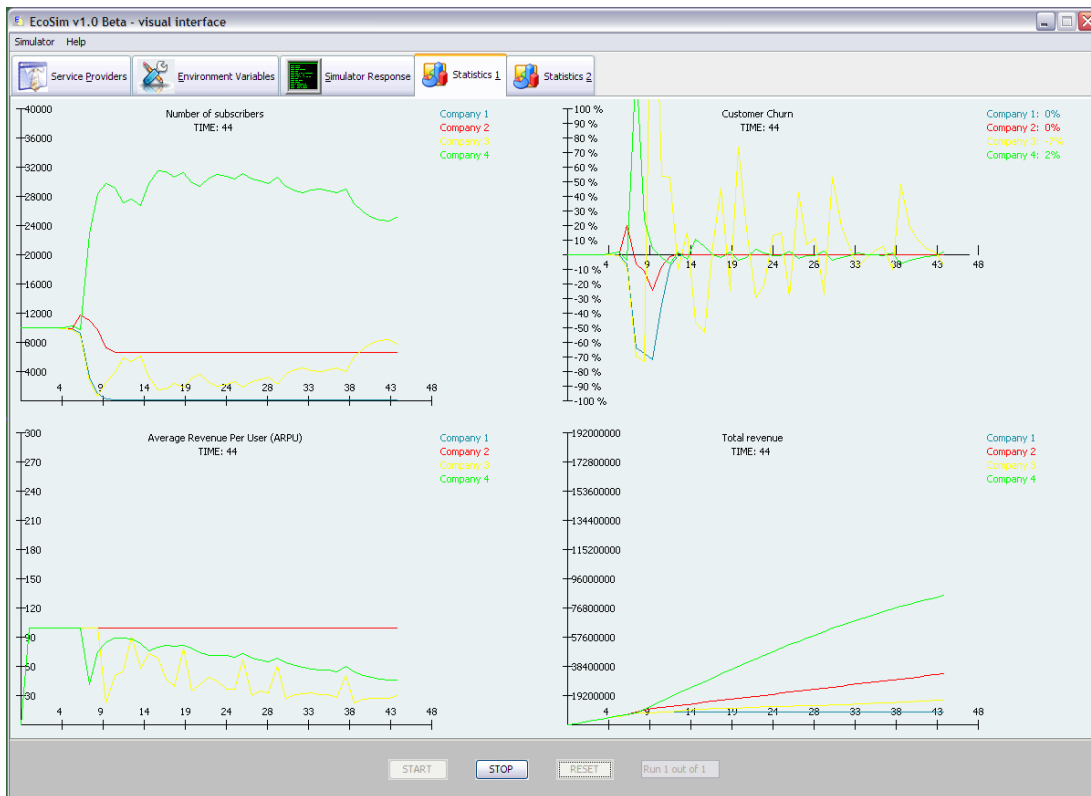 EcoSim v1.0 Beta - visual interface
Simulator Help
Service Providers Environment Variables Simulator Response Statistics 1 Statistics 2
Number of subscribers
TIME: 44
Company 1
Company 2
Company 3
Company 4
40000
36000
32000
28000
24000
20000
16000
12000
8000
4000
4 9 14 19 24 29 33 38 43 48
Customer Churn
TIME: 44
Company 1: 0%
Company 2: 0%
Company 3: -7%
Company 4: 2%
100 %
90 %
80 %
70 %
60 %
50 %
40 %
30 %
20 %
10 %
-10 %
-20 %
-30 %
-40 %
-50 %
-60 %
-70 %
-80 %
-90 %
-100 %
4 9 14 19 24 29 33 38 43 48
Average Revenue Per User (ARPU)
TIME: 44
Company 1
Company 2
Company 3
Company 4
300
270
240
210
180
150
120
90
60
30
4 9 14 19 24 29 33 38 43 48
Total revenue
TIME: 44
Company 1
Company 2
Company 3
Company 4
192000000
172800000
153600000
134400000
115200000
96000000
76800000
57600000
38400000
19200000
4 9 14 19 24 29 33 38 43 48
START STOP RESET Run 1 out of 1